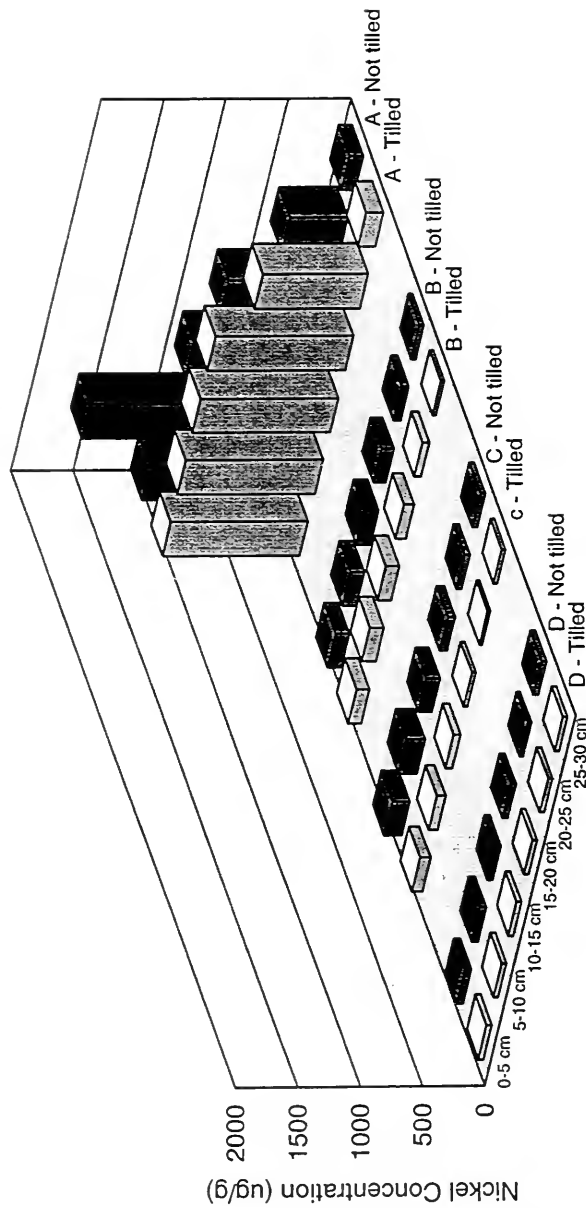 Nickel Concentration (ug/g)
2000
1500
1000
500
0
0-5 cm
5-10 cm
10-15 cm
15-20 cm
20-25 cm
25-30 cm
A - Not tilled
A - Tilled
B - Not tilled
B - Tilled
C - Not tilled
c - Tilled
D - Not tilled
D - Tilled